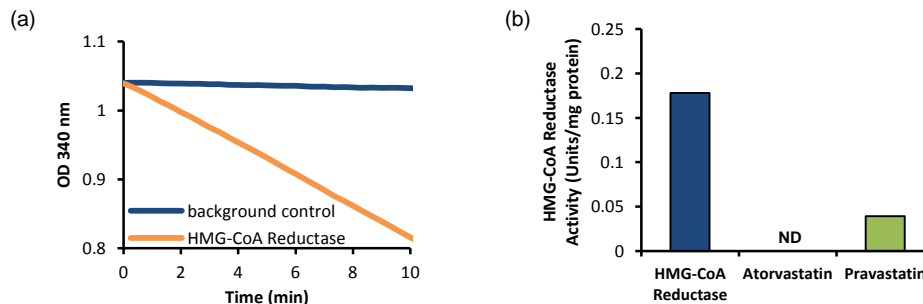 (a)
OD 340 nm
1.1
1
0.9
0.8
background control
HMG-CoA Reductase
0 2 4 6 8 10
Time (min)
(b)
HMG-CoA Reductase
Activity (Units/mg protein)
0.2
0.15
0.1
0.05
0
ND
HMG-CoA Atorvastatin Pravastatin
Reductase